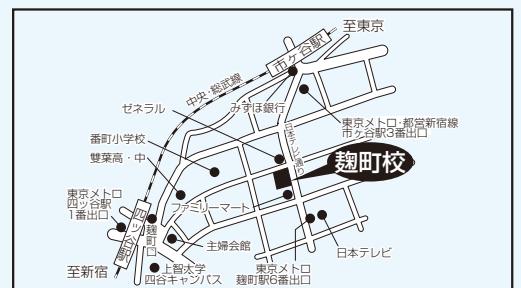 至東京
市ヶ谷駅
中央・総武線
ゼネラル
みずほ銀行
東京メトロ・都営新宿線
市ヶ谷駅3番出口
日本テレビ通り
番町小学校
麹町校
雙葉高・中
東京メトロ
四ッ谷駅
1番出口
ファミリーマート
四ッ谷駅
麹町口
主婦会館
日本テレビ
至新宿
上智大学
四谷キャンパス
東京メトロ
麹町駅6番出口